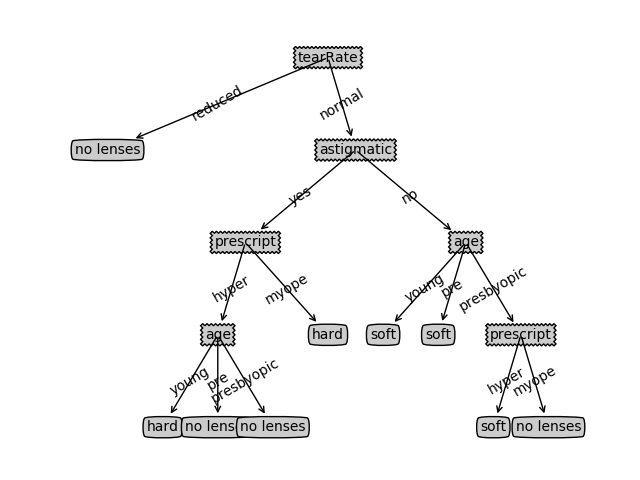 tearRate
reduced
normal
no lenses
astigmatic
yes
no
prescript
age
hyper
myope
young
pre
presbyopic
age
hard
soft
soft
prescript
young
pre
presbyopic
hyper
myope
hard
no lens
no lenses
soft
no lenses